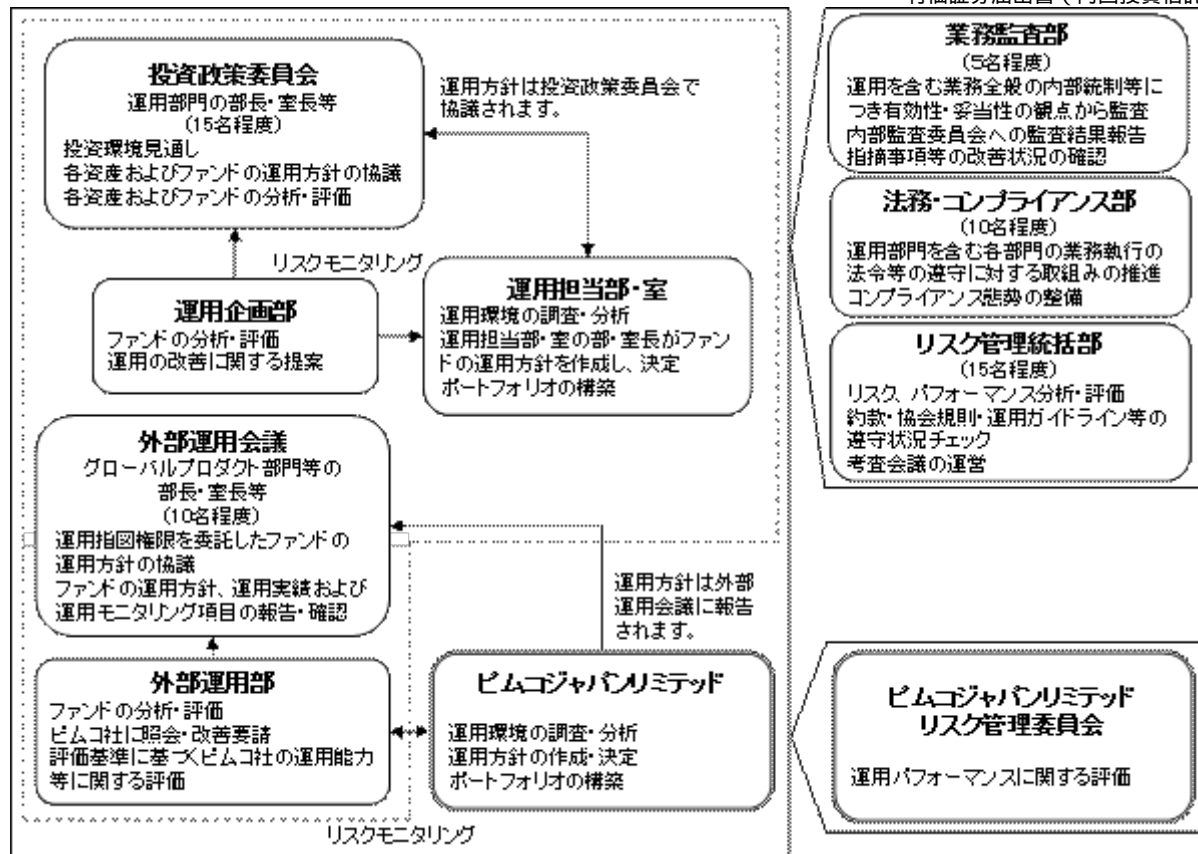 投資政策委員会
運用部門の部長・室長等
(15名程度)
投資環境見通し
各資産およびファンドの運用方針の協議
各資産およびファンドの分析・評価
運用方針は投資政策委員会で
協議されます。
リスクモニタリング
運用企画部
ファンドの分析・評価
運用の改善に関する提案
運用担当部・室
運用環境の調査・分析
運用担当部・室の部・室長がファン
ドの運用方針を作成し、決定
ポートフォリオの構築
外部運用会議
グローバルプロダクト部門等の
部長・室長等
(10名程度)
運用指図権限を委託したファンドの
運用方針の協議
ファンドの運用方針、運用実績および
運用モニタリング項目の報告・確認
運用方針は外部
運用会議に報告
されます。
外部運用部
ファンドの分析・評価
ピムコ社に照会・改善要請
評価基準に基づくピムコ社の運用能力
等に関する評価
ピムコジャパンリミテッド
運用環境の調査・分析
運用方針の作成・決定
ポートフォリオの構築
リスクモニタリング
業務監査部
(5名程度)
運用を含む業務全般の内部統制等に
つき有効性・妥当性の観点から監査
内部監査委員会への監査結果報告
指摘事項等の改善状況の確認
法務・コンプライアンス部
(10名程度)
運用部門を含む各部門の業務執行の
法令等の遵守に対する取組みの推進
コンプライアンス態勢の整備
リスク管理統括部
(15名程度)
リスク、パフォーマンス分析・評価
約款・協会規則・運用ガイドライン等の
遵守状況チェック
考査会議の運営
ピムコジャパンリミテッド
リスク管理委員会
運用パフォーマンスに関する評価